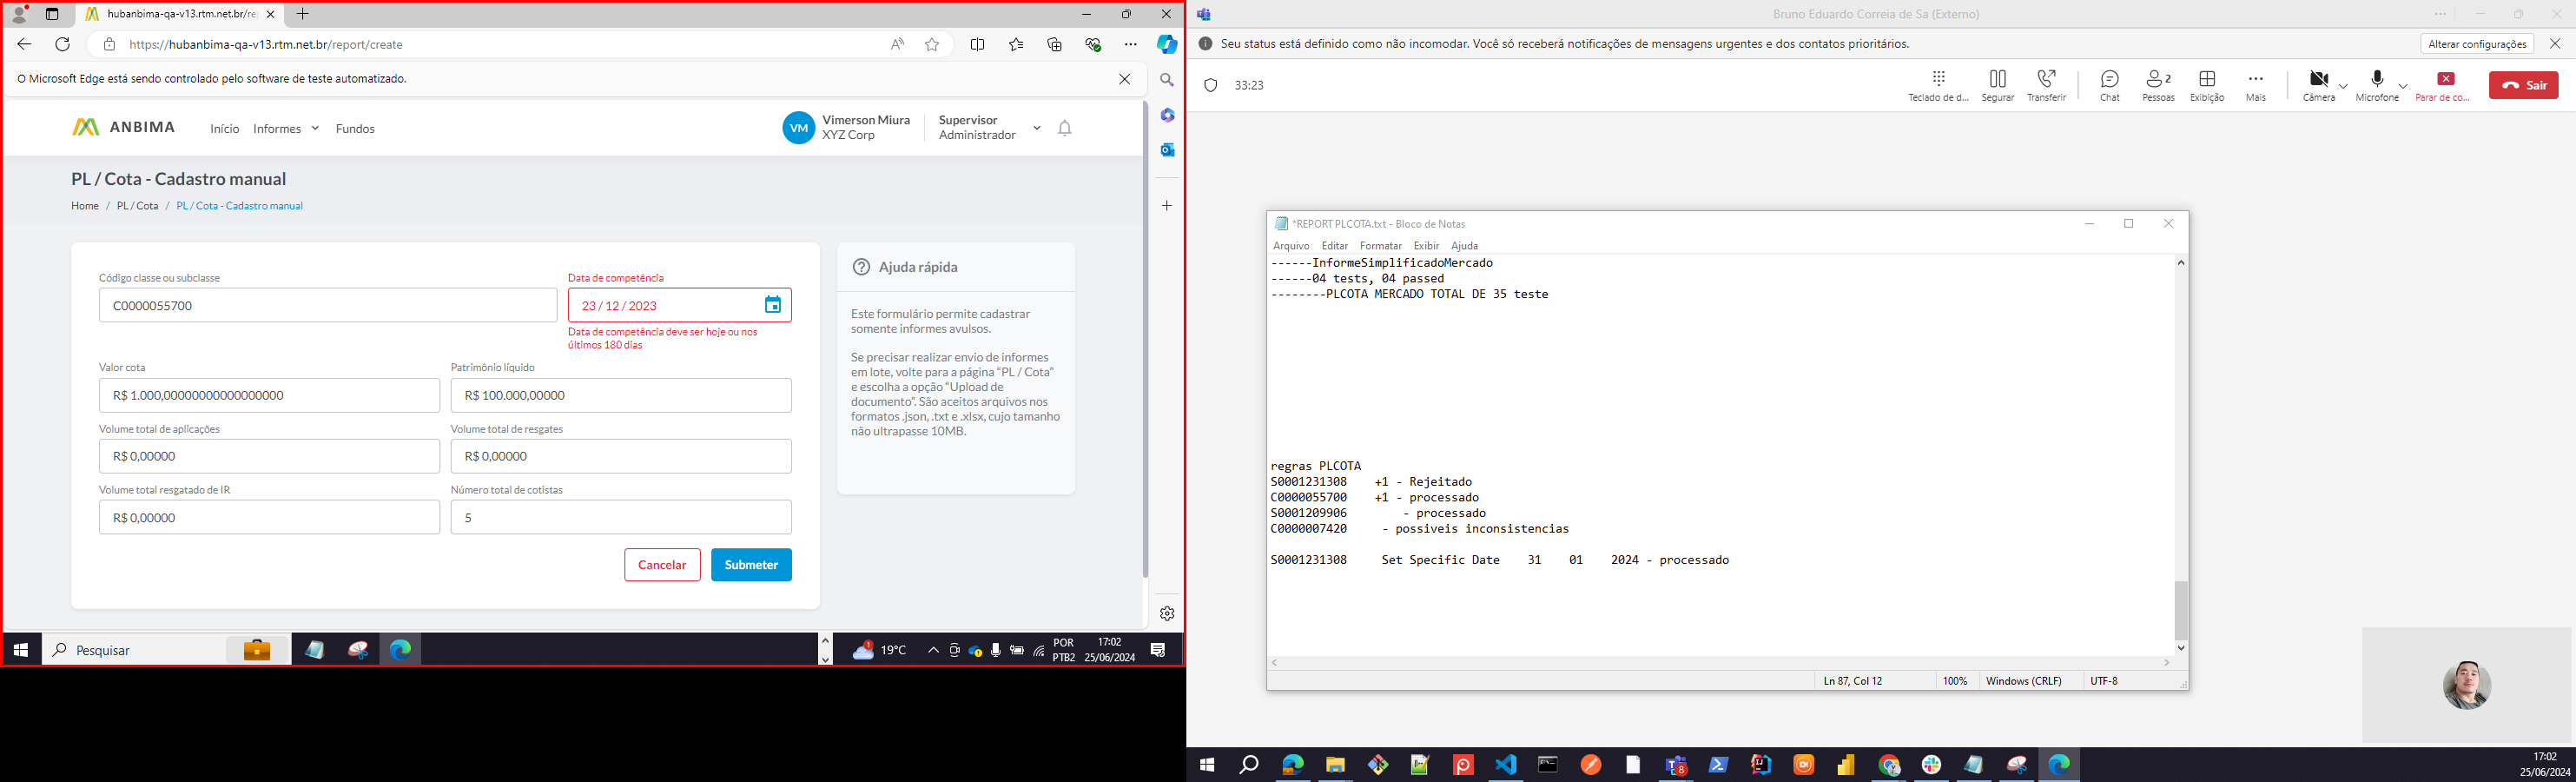 hubanbima-qa-v13.rtm.net.br/rep
https://hubanbima-qa-v13.rtm.net.br/report/create
O Microsoft Edge está sendo controlado pelo software de teste automatizado.
ANBIMA
Início
Informes
Fundos
VM
Vimerson Miura
XYZ Corp
Supervisor
Administrador
PL / Cota - Cadastro manual
Home / PL / Cota / PL / Cota - Cadastro manual
Código classe ou subclasse
C0000055700
Data de competência
23 / 12 / 2023
Data de competência deve ser hoje ou nos
últimos 180 dias
Valor cota
R$ 1.000,00000000000000000
Patrimônio líquido
R$ 100.000,00000
Volume total de aplicações
R$ 0,00000
Volume total de resgates
R$ 0,00000
Volume total resgatado de IR
R$ 0,00000
Número total de cotistas
5
Cancelar
Submeter
Ajuda rápida
Este formulário permite cadastrar
somente informes avulsos.
Se precisar realizar envio de informes
em lote, volte para a página “PL / Cota”
e escolha a opção “Upload de
documento”. São aceitos arquivos nos
formatos .json, .txt e .xlsx, cujo tamanho
não ultrapasse 10MB.
Pesquisar
1
19°C
POR
PTB2
17:02
25/06/2024
Bruno Eduardo Correia de Sa (Externo)
Seu status está definido como não incomodar. Você só receberá notificações de mensagens urgentes e dos contatos prioritários.
Alterar configurações
33:23
Teclado de d...
Segurar
Transferir
Chat
2
Pessoas
Exibição
Mais
Câmera
Microfone
Parar de co...
Sair
*REPORT PLCOTA.txt - Bloco de Notas
Arquivo Editar Formatar Exibir Ajuda
------InformeSimplificadoMercado
------04 tests, 04 passed
--------PLCOTA MERCADO TOTAL DE 35 teste
regras PLCOTA
S0001231308 +1 - Rejeitado
C0000055700 +1 - processado
S0001209906 - processado
C0000007420 - possiveis inconsistencias
S0001231308 Set Specific Date 31 01 2024 - processado
Ln 87, Col 12
100%
Windows (CRLF)
UTF-8
8
17:02
25/06/2024